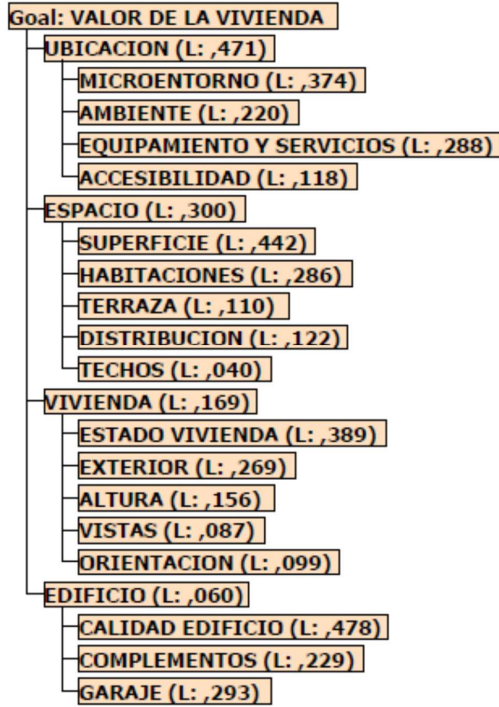 Goal: VALOR DE LA VIVIENDA
UBICACION (L: ,471)
MICROENTORNO (L: ,374)
AMBIENTE (L: ,220)
EQUIPAMIENTO Y SERVICIOS (L: ,288)
ACCESIBILIDAD (L: ,118)
ESPACIO (L: ,300)
SUPERFICIE (L: ,442)
HABITACIONES (L: ,286)
TERRAZA (L: ,110)
DISTRIBUCION (L: ,122)
TECHOS (L: ,040)
VIVIENDA (L: ,169)
ESTADO VIVIENDA (L: ,389)
EXTERIOR (L: ,269)
ALTURA (L: ,156)
VISTAS (L: ,087)
ORIENTACION (L: ,099)
EDIFICIO (L: ,060)
CALIDAD EDIFICIO (L: ,478)
COMPLEMENTOS (L: ,229)
GARAJE (L: ,293)